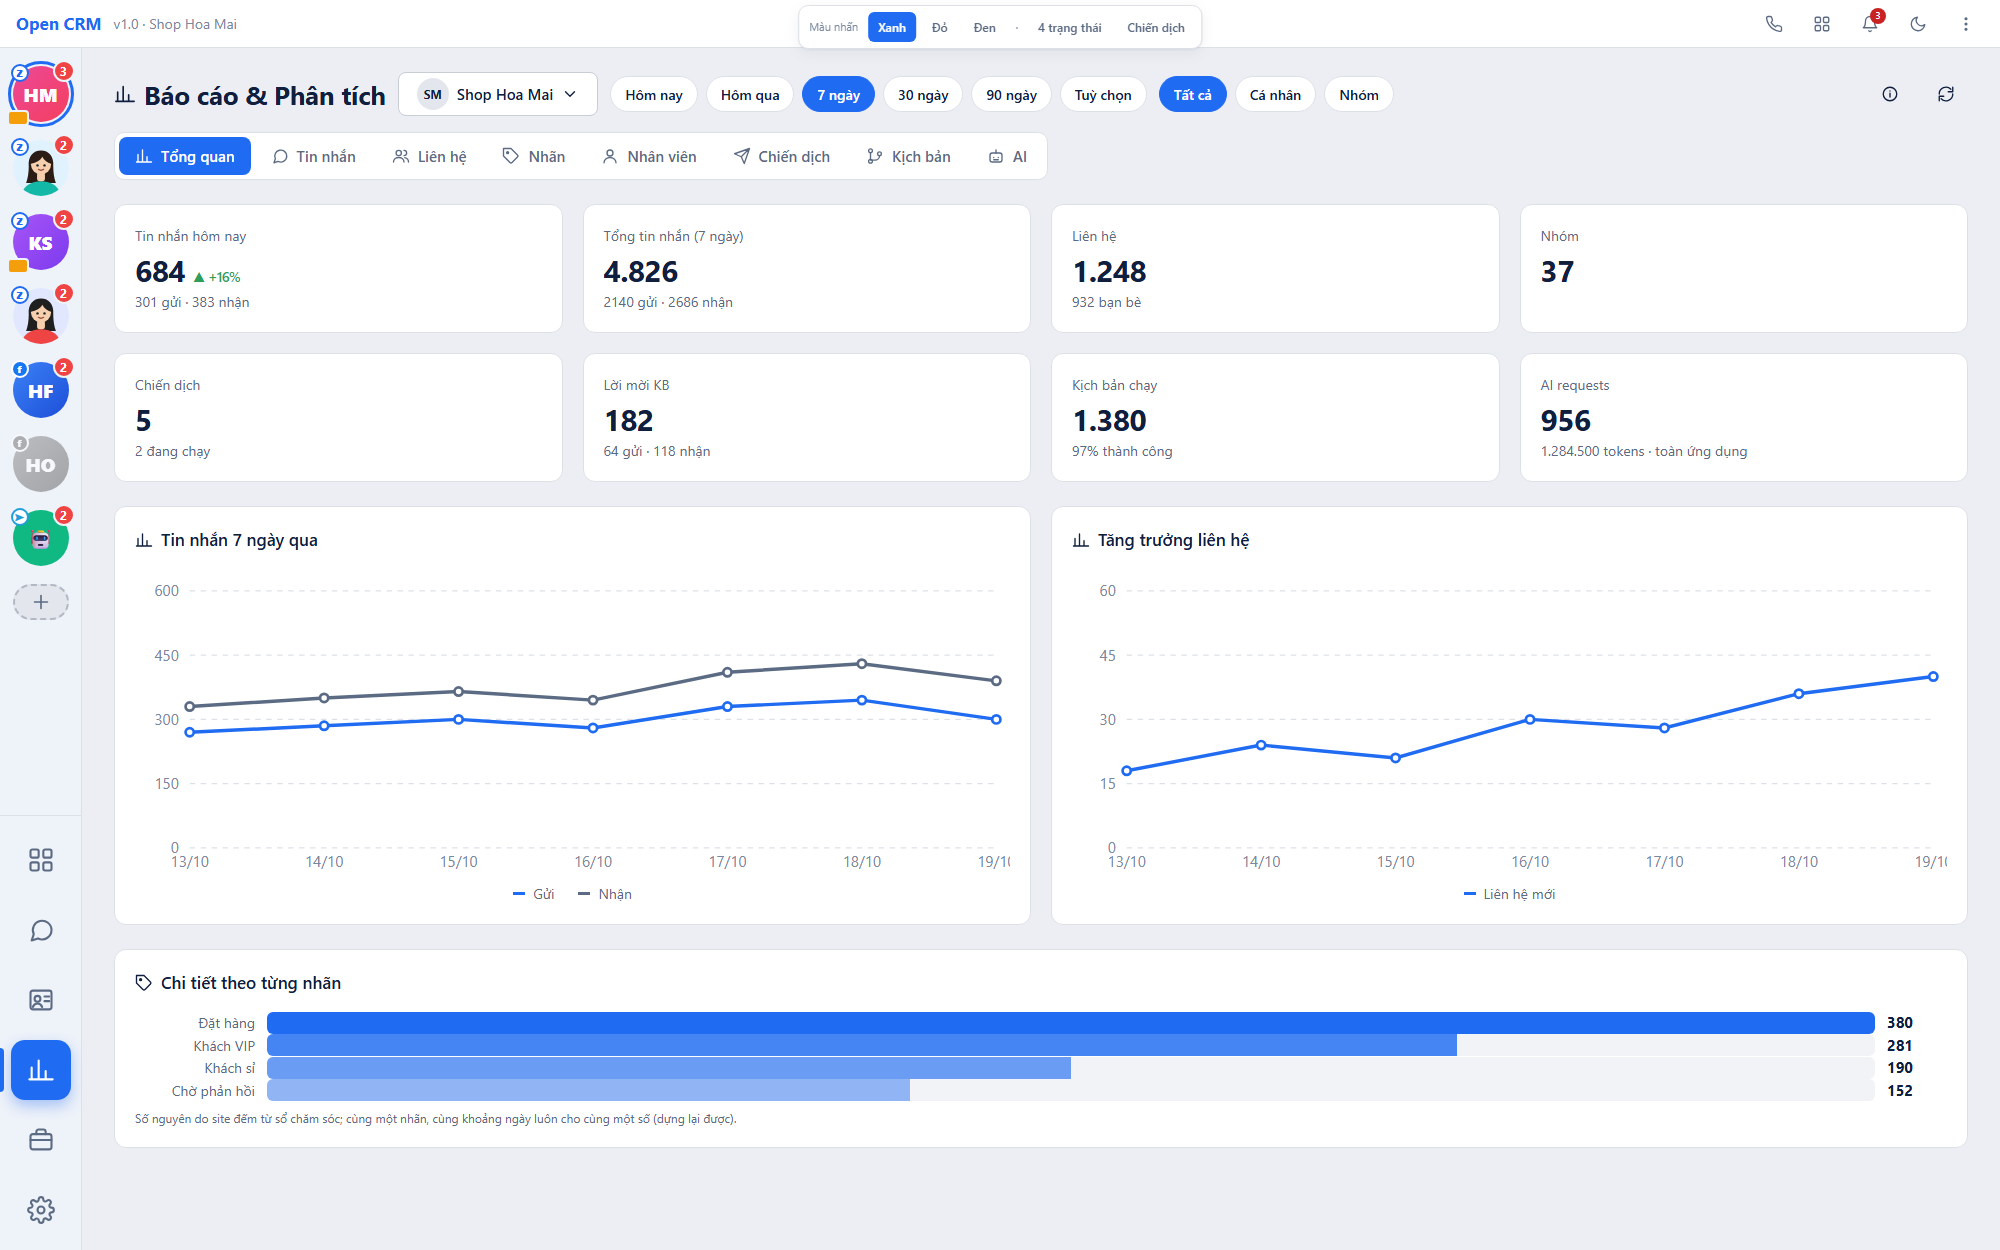 Open CRM v1.0 · Shop Hoa Mai
Màu nhấn Xanh Đỏ Đen · 4 trạng thái Chiến dịch
3
HM 3
2
KS 2
2
HF 2
HO
2
Báo cáo & Phân tích
SM Shop Hoa Mai
Hôm nay Hôm qua 7 ngày 30 ngày 90 ngày Tuỳ chọn Tất cả Cá nhân Nhóm
Tổng quan Tin nhắn Liên hệ Nhãn Nhân viên Chiến dịch Kịch bản AI
Tin nhắn hôm nay
684 ▲ +16%
301 gửi · 383 nhận
Tổng tin nhắn (7 ngày)
4.826
2140 gửi · 2686 nhận
Liên hệ
1.248
932 bạn bè
Nhóm
37
Chiến dịch
5
2 đang chạy
Lời mời KB
182
64 gửi · 118 nhận
Kịch bản chạy
1.380
97% thành công
AI requests
956
1.284.500 tokens · toàn ứng dụng
Tin nhắn 7 ngày qua
600
450
300
150
0
13/10 14/10 15/10 16/10 17/10 18/10 19/10
Gửi Nhận
Tăng trưởng liên hệ
60
45
30
15
0
13/10 14/10 15/10 16/10 17/10 18/10 19/10
Liên hệ mới
Chi tiết theo từng nhãn
Đặt hàng 380
Khách VIP 281
Khách sỉ 190
Chờ phản hồi 152
Số nguyên do site đếm từ sổ chăm sóc; cùng một nhãn, cùng khoảng ngày luôn cho cùng một số (dựng lại được).